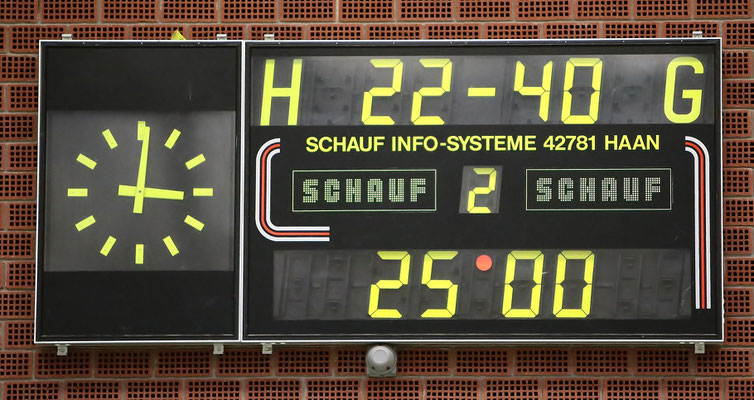 H 22-40 G
SCHAUF INFO-SYSTEME 42781 HAAN
SCHAUF 2 SCHAUF
25:00